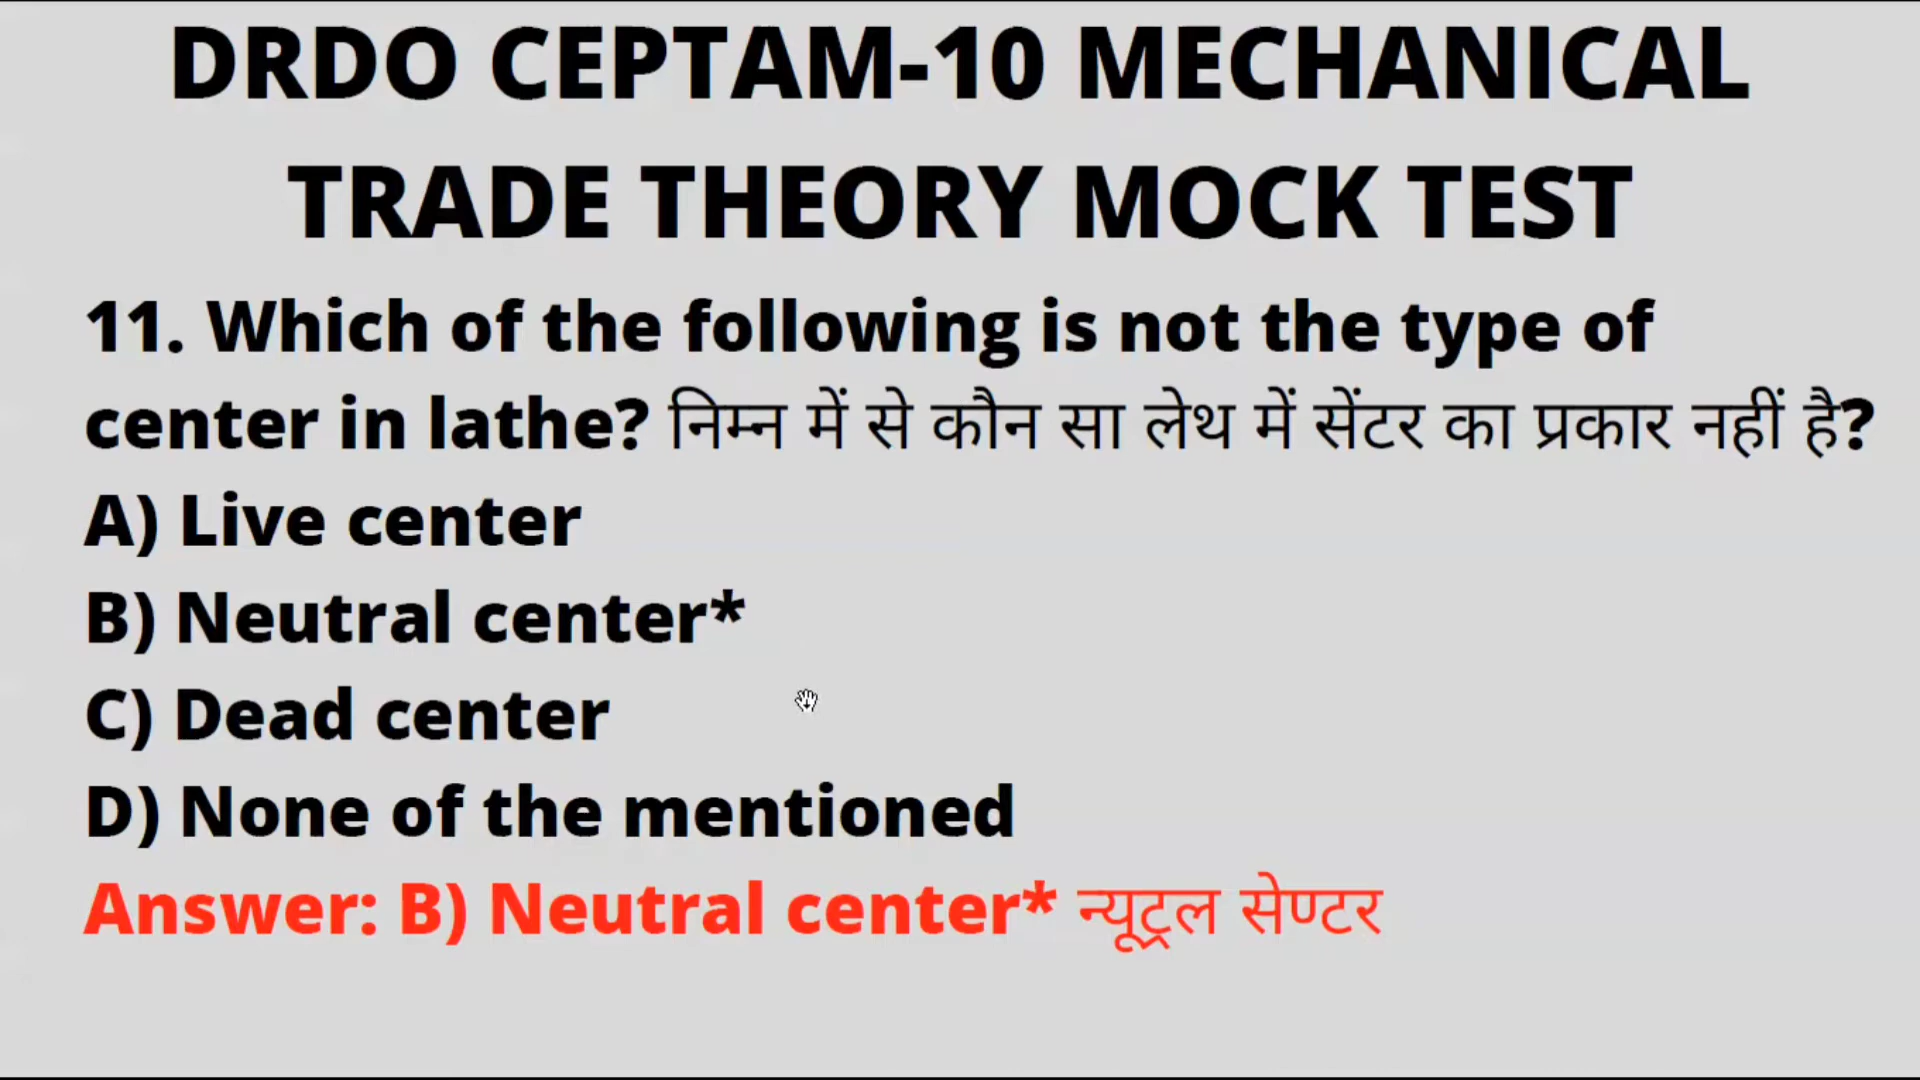 DRDO CEPTAM-10 MECHANICAL
TRADE THEORY MOCK TEST
11. Which of the following is not the type of
center in lathe? निम्न में से कौन सा लेथ में सेंटर का प्रकार नहीं है?
A) Live center
B) Neutral center*
C) Dead center
D) None of the mentioned
Answer: B) Neutral center* न्यूट्रल सेण्टर